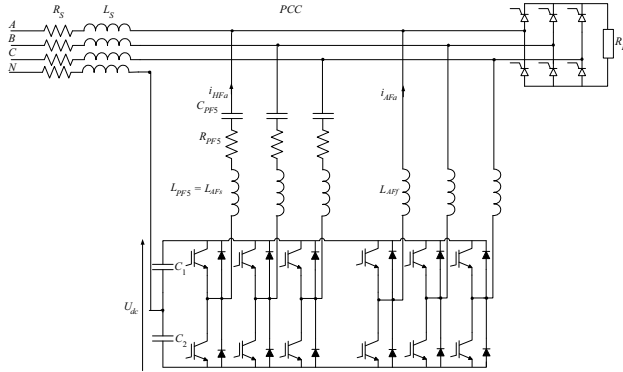 R_S L_S PCC
A
B
C
N
i_HFa
C_PF5
i_AFa
R_PF5
L_PF5 = L_AFs
L_AFf
C_1
U_dc
C_2